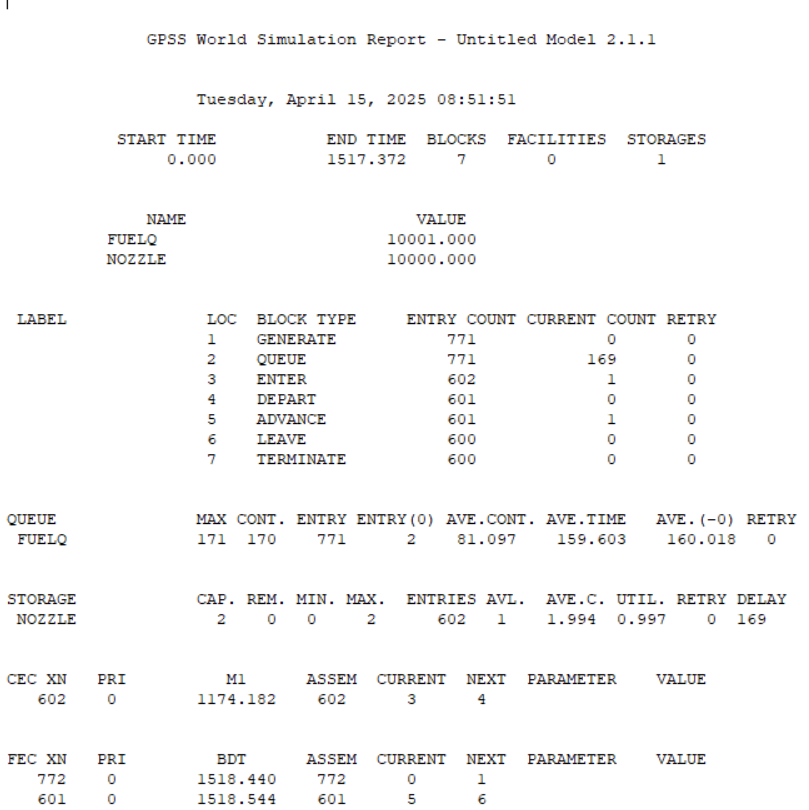 GPSS World Simulation Report - Untitled Model 2.1.1
Tuesday, April 15, 2025 08:51:51
START TIME END TIME BLOCKS FACILITIES STORAGES
0.000 1517.372 7 0 1
NAME VALUE
FUELQ 10001.000
NOZZLE 10000.000
LABEL LOC BLOCK TYPE ENTRY COUNT CURRENT COUNT RETRY
1 GENERATE 771 0 0
2 QUEUE 771 169 0
3 ENTER 602 1 0
4 DEPART 601 0 0
5 ADVANCE 601 1 0
6 LEAVE 600 0 0
7 TERMINATE 600 0 0
QUEUE MAX CONT. ENTRY ENTRY(0) AVE.CONT. AVE.TIME AVE.(-0) RETRY
FUELQ 171 170 771 2 81.097 159.603 160.018 0
STORAGE CAP. REM. MIN. MAX. ENTRIES AVL. AVE.C. UTIL. RETRY DELAY
NOZZLE 2 0 0 2 602 1 1.994 0.997 0 169
CEC XN PRI M1 ASSEM CURRENT NEXT PARAMETER VALUE
602 0 1174.182 602 3 4
FEC XN PRI BDT ASSEM CURRENT NEXT PARAMETER VALUE
772 0 1518.440 772 0 1
601 0 1518.544 601 5 6